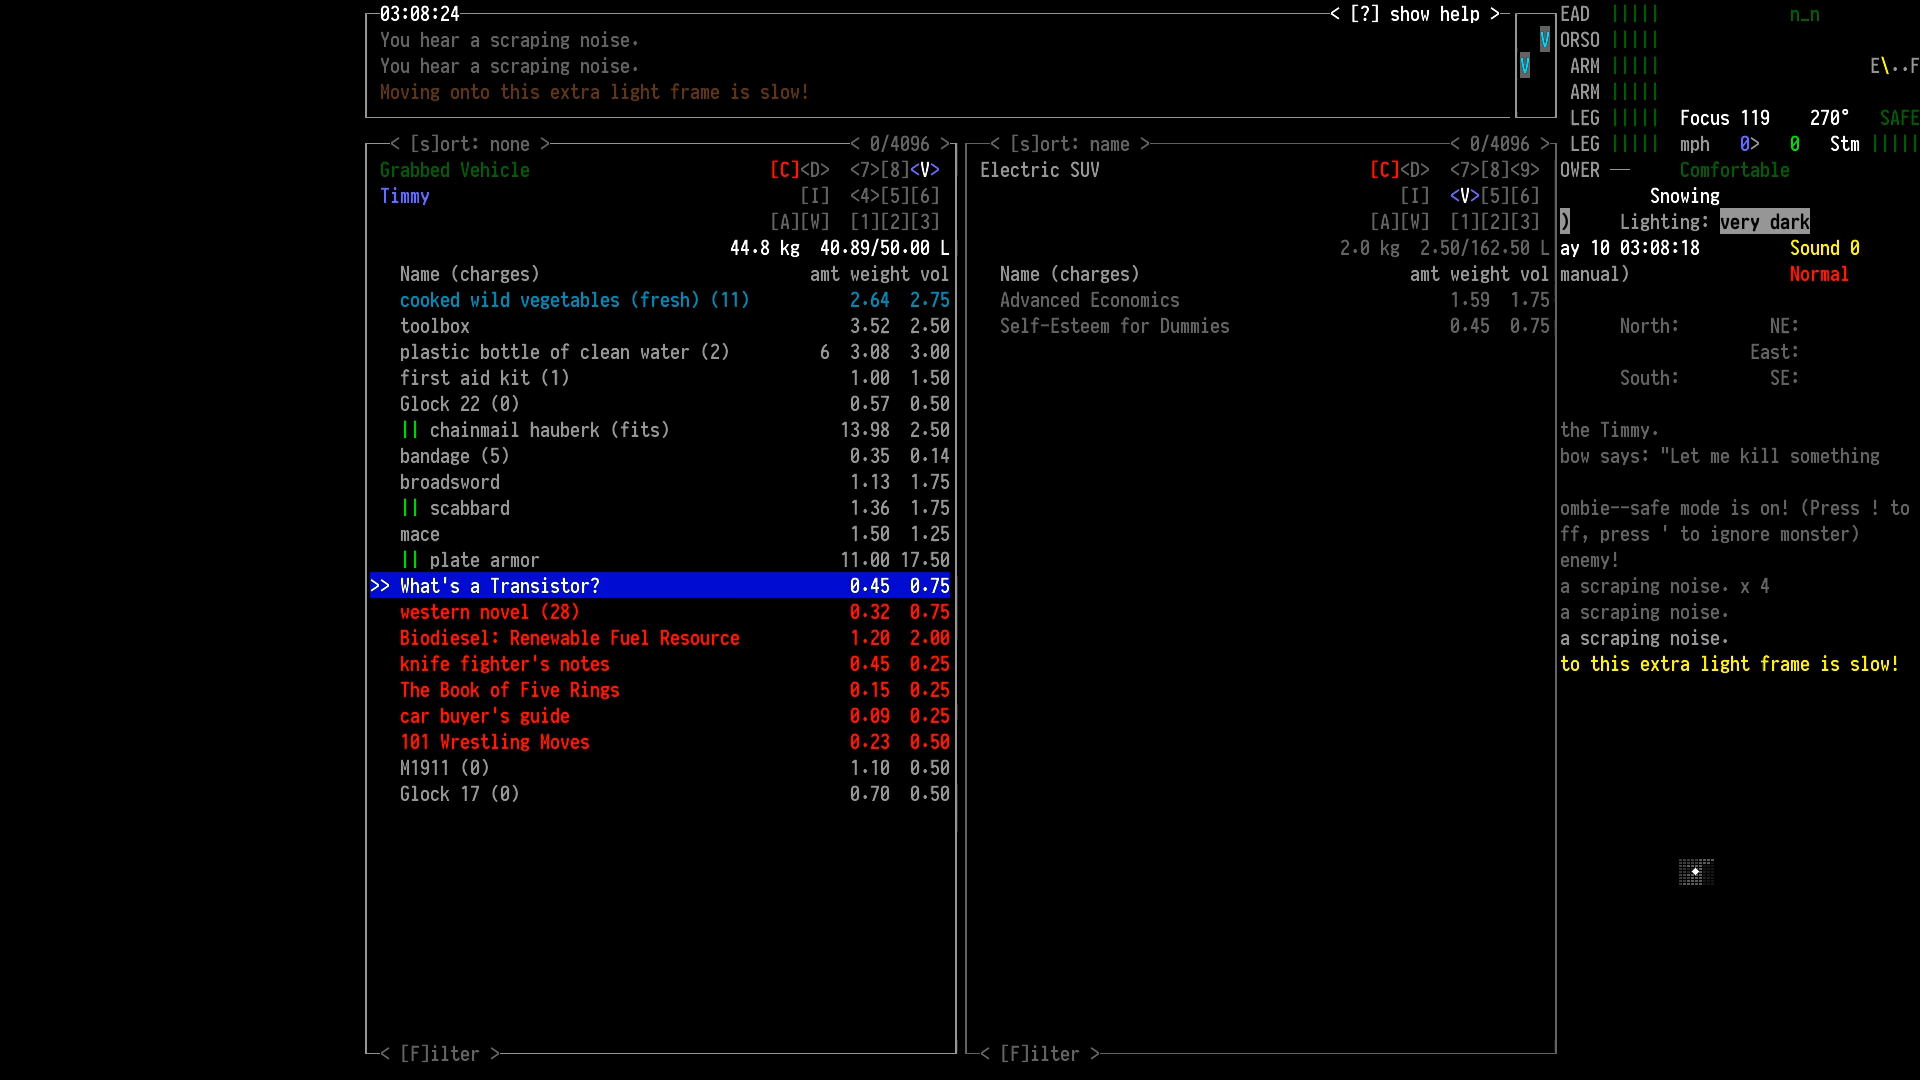 03:08:24 < [?] show help >
You hear a scraping noise.
You hear a scraping noise.
Moving onto this extra light frame is slow!
V
V
< [s]ort: none > < 0/4096 >
Grabbed Vehicle [C]<D> <7>[8]<V>
Timmy [I] <4>[5][6]
[A][W] [1][2][3]
44.8 kg 40.89/50.00 L
Name (charges) amt weight vol
cooked wild vegetables (fresh) (11) 2.64 2.75
toolbox 3.52 2.50
plastic bottle of clean water (2) 6 3.08 3.00
first aid kit (1) 1.00 1.50
Glock 22 (0) 0.57 0.50
|| chainmail hauberk (fits) 13.98 2.50
bandage (5) 0.35 0.14
broadsword 1.13 1.75
|| scabbard 1.36 1.75
mace 1.50 1.25
|| plate armor 11.00 17.50
>> What's a Transistor? 0.45 0.75
western novel (28) 0.32 0.75
Biodiesel: Renewable Fuel Resource 1.20 2.00
knife fighter's notes 0.45 0.25
The Book of Five Rings 0.15 0.25
car buyer's guide 0.09 0.25
101 Wrestling Moves 0.23 0.50
M1911 (0) 1.10 0.50
Glock 17 (0) 0.70 0.50
< [F]ilter >
< [s]ort: name > < 0/4096 >
Electric SUV [C]<D> <7>[8]<9>
[I] <V>[5][6]
[A][W] [1][2][3]
2.0 kg 2.50/162.50 L
Name (charges) amt weight vol
Advanced Economics 1.59 1.75
Self-Esteem for Dummies 0.45 0.75
< [F]ilter >
EAD ||||| n_n
ORSO |||||
ARM ||||| E\..F
ARM |||||
LEG ||||| Focus 119 270° SAFE
LEG ||||| mph 0> 0 Stm |||||
OWER -- Comfortable
Snowing
) Lighting: very dark
ay 10 03:08:18 Sound 0
manual) Normal
North: NE:
East:
South: SE:
the Timmy.
bow says: "Let me kill something
ombie--safe mode is on! (Press ! to
ff, press ' to ignore monster)
enemy!
a scraping noise. x 4
a scraping noise.
a scraping noise.
to this extra light frame is slow!